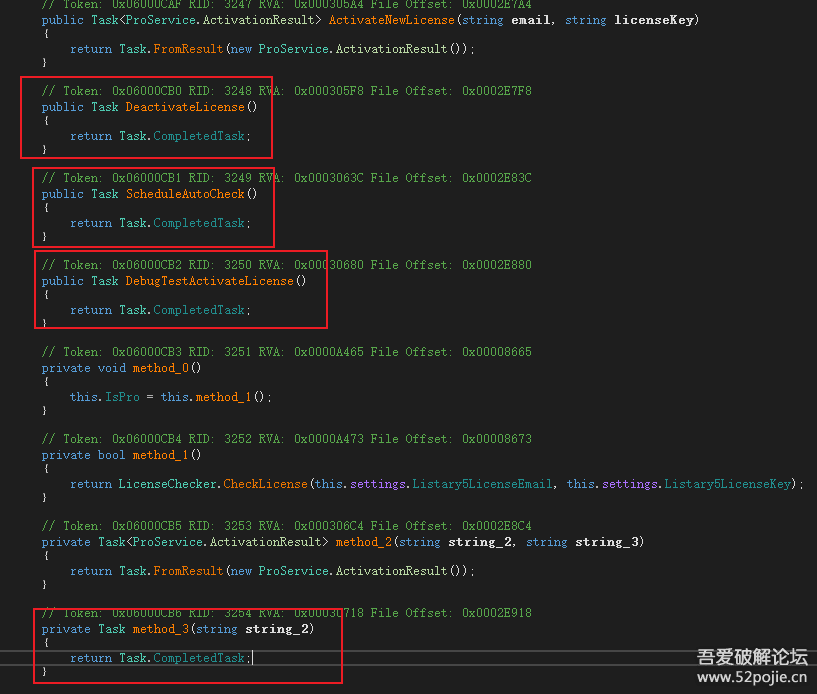 // Token: 0x06000CAF RID: 3247 RVA: 0x000305A4 File Offset: 0x0002E7A4
public Task<ProService.ActivationResult> ActivateNewLicense(string email, string licenseKey)
{
return Task.FromResult(new ProService.ActivationResult());
}
// Token: 0x06000CB0 RID: 3248 RVA: 0x000305F8 File Offset: 0x0002E7F8
public Task DeactivateLicense()
{
return Task.CompletedTask;
}
// Token: 0x06000CB1 RID: 3249 RVA: 0x0003063C File Offset: 0x0002E83C
public Task ScheduleAutoCheck()
{
return Task.CompletedTask;
}
// Token: 0x06000CB2 RID: 3250 RVA: 0x00030680 File Offset: 0x0002E880
public Task DebugTestActivateLicense()
{
return Task.CompletedTask;
}
// Token: 0x06000CB3 RID: 3251 RVA: 0x0000A465 File Offset: 0x00008665
private void method_0()
{
this.IsPro = this.method_1();
}
// Token: 0x06000CB4 RID: 3252 RVA: 0x0000A473 File Offset: 0x00008673
private bool method_1()
{
return LicenseChecker.CheckLicense(this.settings.Listary5LicenseEmail, this.settings.Listary5LicenseKey);
}
// Token: 0x06000CB5 RID: 3253 RVA: 0x000306C4 File Offset: 0x0002E8C4
private Task<ProService.ActivationResult> method_2(string string_2, string string_3)
{
return Task.FromResult(new ProService.ActivationResult());
}
// Token: 0x06000CB6 RID: 3254 RVA: 0x00030718 File Offset: 0x0002E918
private Task method_3(string string_2)
{
return Task.CompletedTask;
}
吾爱破解论坛
www.52pojie.cn